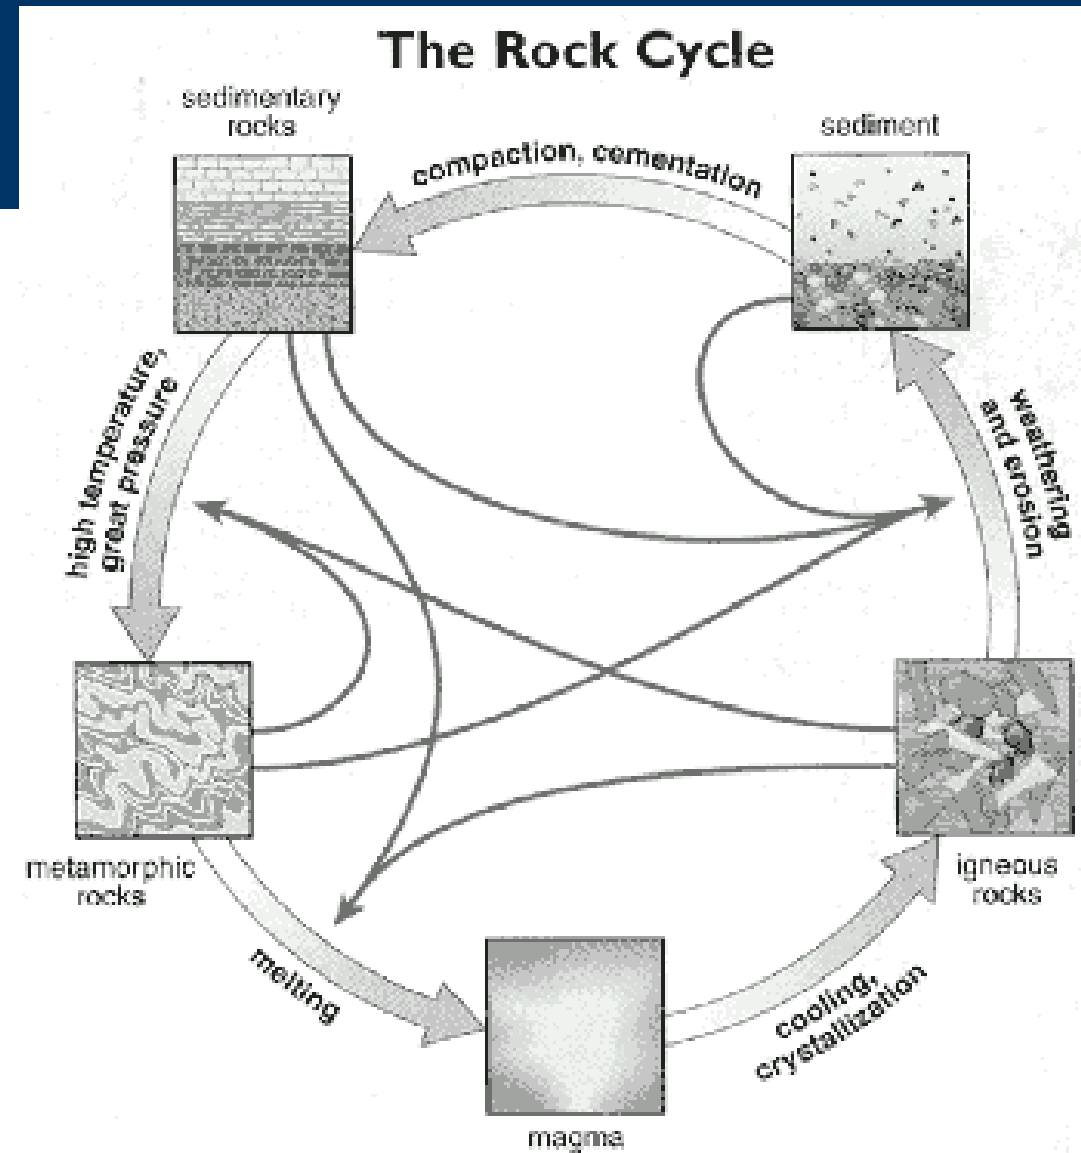 The Rock Cycle
sedimentary
rocks
sediment
compaction, cementation
high temperature,
great pressure
weathering
and erosion
metamorphic
rocks
igneous
rocks
melting
cooling,
crystallization
magma